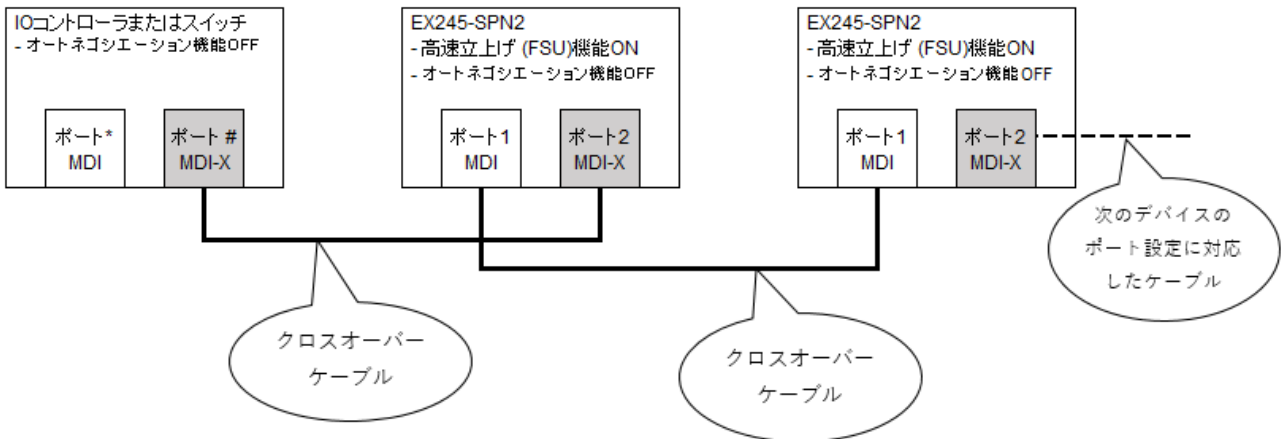 IOコントローラまたはスイッチ
- オートネゴシエーション機能OFF
ポート*
MDI
ポート#
MDI-X
EX245-SPN2
- 高速立上げ (FSU)機能ON
- オートネゴシエーション機能OFF
ポート1
MDI
ポート2
MDI-X
EX245-SPN2
- 高速立上げ (FSU)機能ON
- オートネゴシエーション機能OFF
ポート1
MDI
ポート2
MDI-X
次のデバイスの
ポート設定に対応
したケーブル
クロスオーバー
ケーブル
クロスオーバー
ケーブル